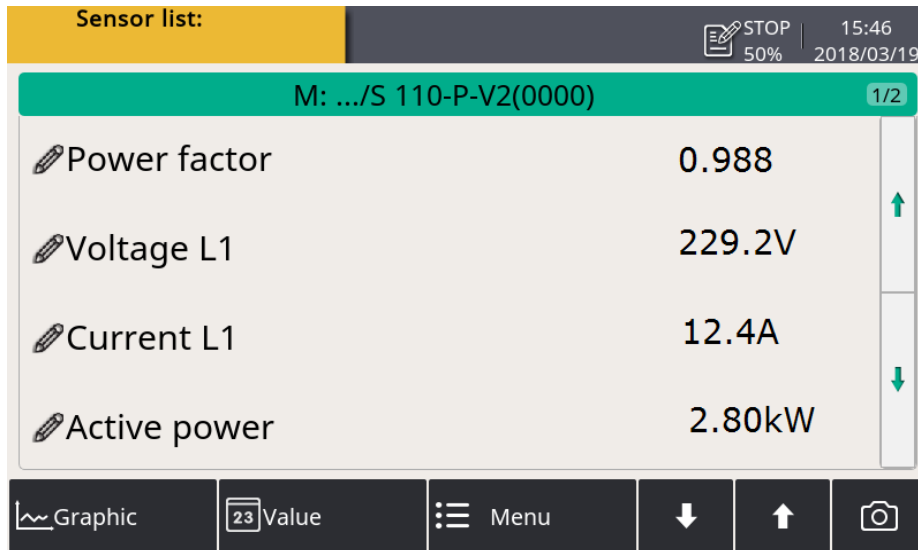 Sensor list:
STOP 15:46
50% 2018/03/19
M: .../S 110-P-V2(0000) 1/2
Power factor 0.988
Voltage L1 229.2V
Current L1 12.4A
Active power 2.80kW
Graphic 23 Value Menu